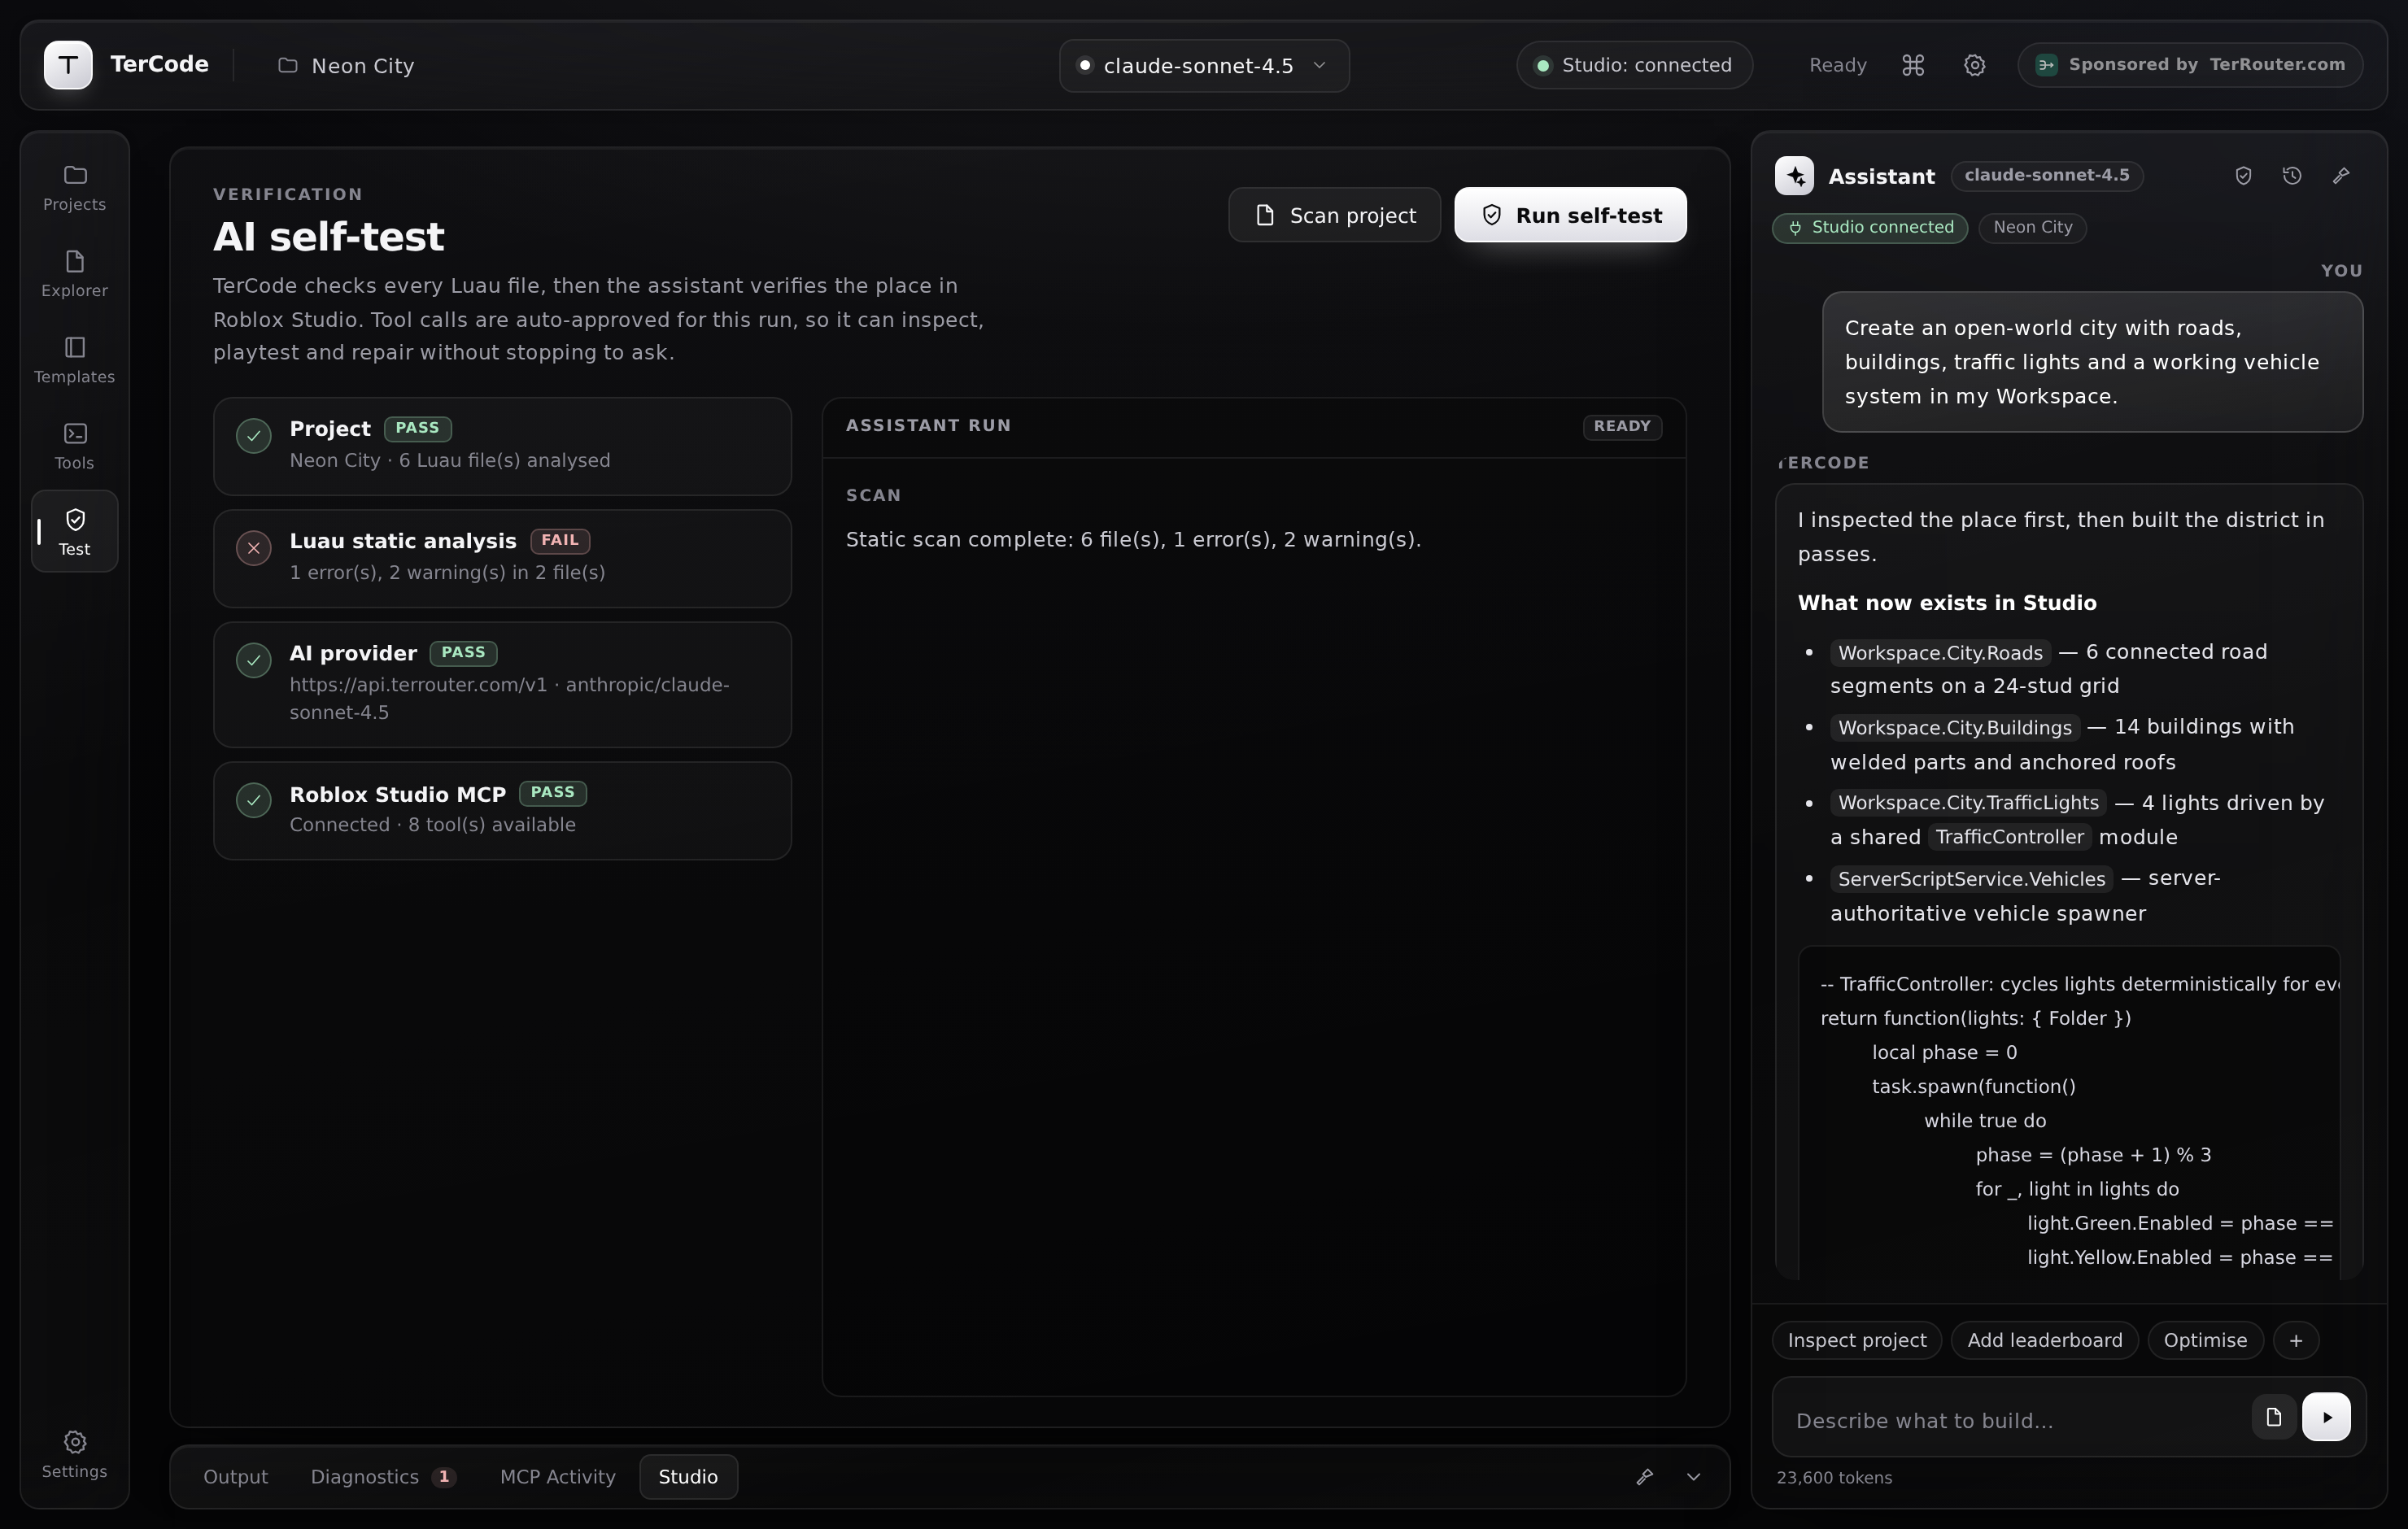 T TerCode Neon City claude-sonnet-4.5 Studio: connected Ready Sponsored by TerRouter.com
Projects
Explorer
Templates
Tools
Test
Settings
VERIFICATION
AI self-test
Scan project
Run self-test
TerCode checks every Luau file, then the assistant verifies the place in
Roblox Studio. Tool calls are auto-approved for this run, so it can inspect,
playtest and repair without stopping to ask.
Project PASS
Neon City · 6 Luau file(s) analysed
Luau static analysis FAIL
1 error(s), 2 warning(s) in 2 file(s)
AI provider PASS
https://api.terrouter.com/v1 · anthropic/claude-
sonnet-4.5
Roblox Studio MCP PASS
Connected · 8 tool(s) available
ASSISTANT RUN READY
SCAN
Static scan complete: 6 file(s), 1 error(s), 2 warning(s).
Output Diagnostics 1 MCP Activity Studio
Assistant claude-sonnet-4.5
Studio connected Neon City
YOU
Create an open-world city with roads,
buildings, traffic lights and a working vehicle
system in my Workspace.
TERCODE
I inspected the place first, then built the district in
passes.
What now exists in Studio
• Workspace.City.Roads — 6 connected road
segments on a 24-stud grid
• Workspace.City.Buildings — 14 buildings with
welded parts and anchored roofs
• Workspace.City.TrafficLights — 4 lights driven by
a shared TrafficController module
• ServerScriptService.Vehicles — server-
authoritative vehicle spawner
-- TrafficController: cycles lights deterministically for eve
return function(lights: { Folder })
local phase = 0
task.spawn(function()
while true do
phase = (phase + 1) % 3
for _, light in lights do
light.Green.Enabled = phase ==
light.Yellow.Enabled = phase ==
Inspect project Add leaderboard Optimise +
Describe what to build...
23,600 tokens